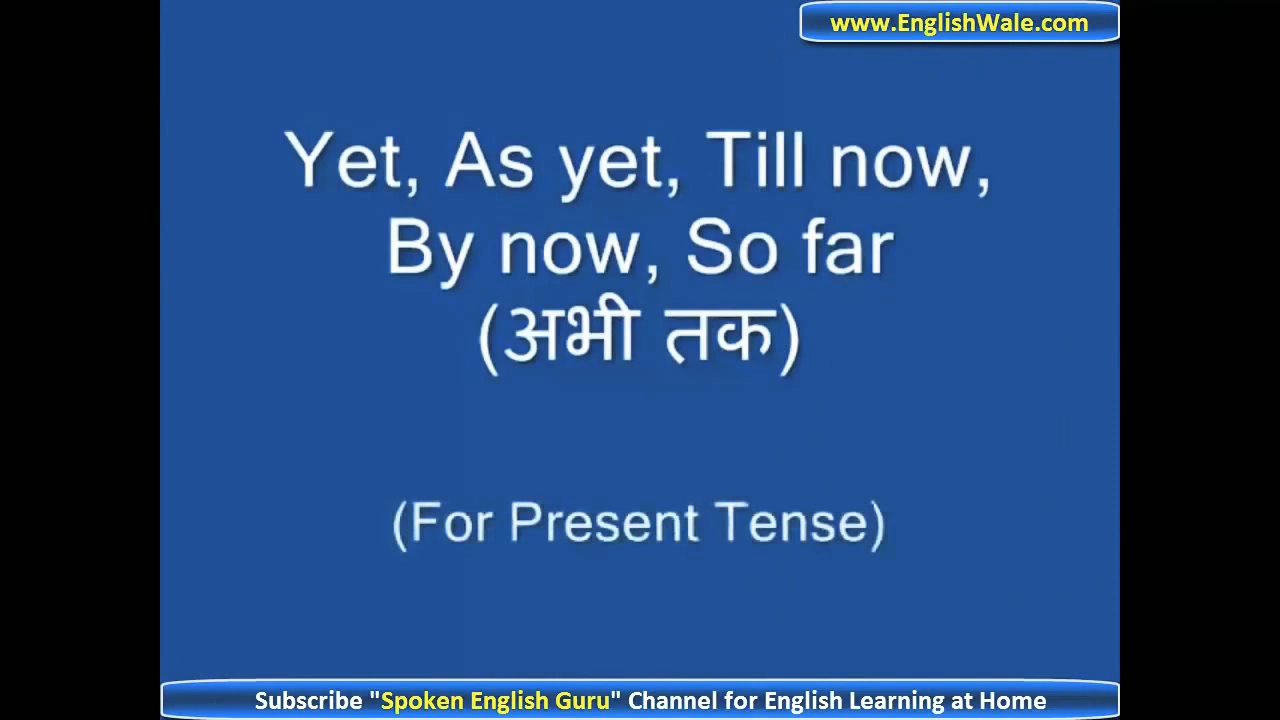 www.EnglishWale.com
Yet, As yet, Till now,
By now, So far
(अभी तक)
(For Present Tense)
Subscribe "Spoken English Guru" Channel for English Learning at Home